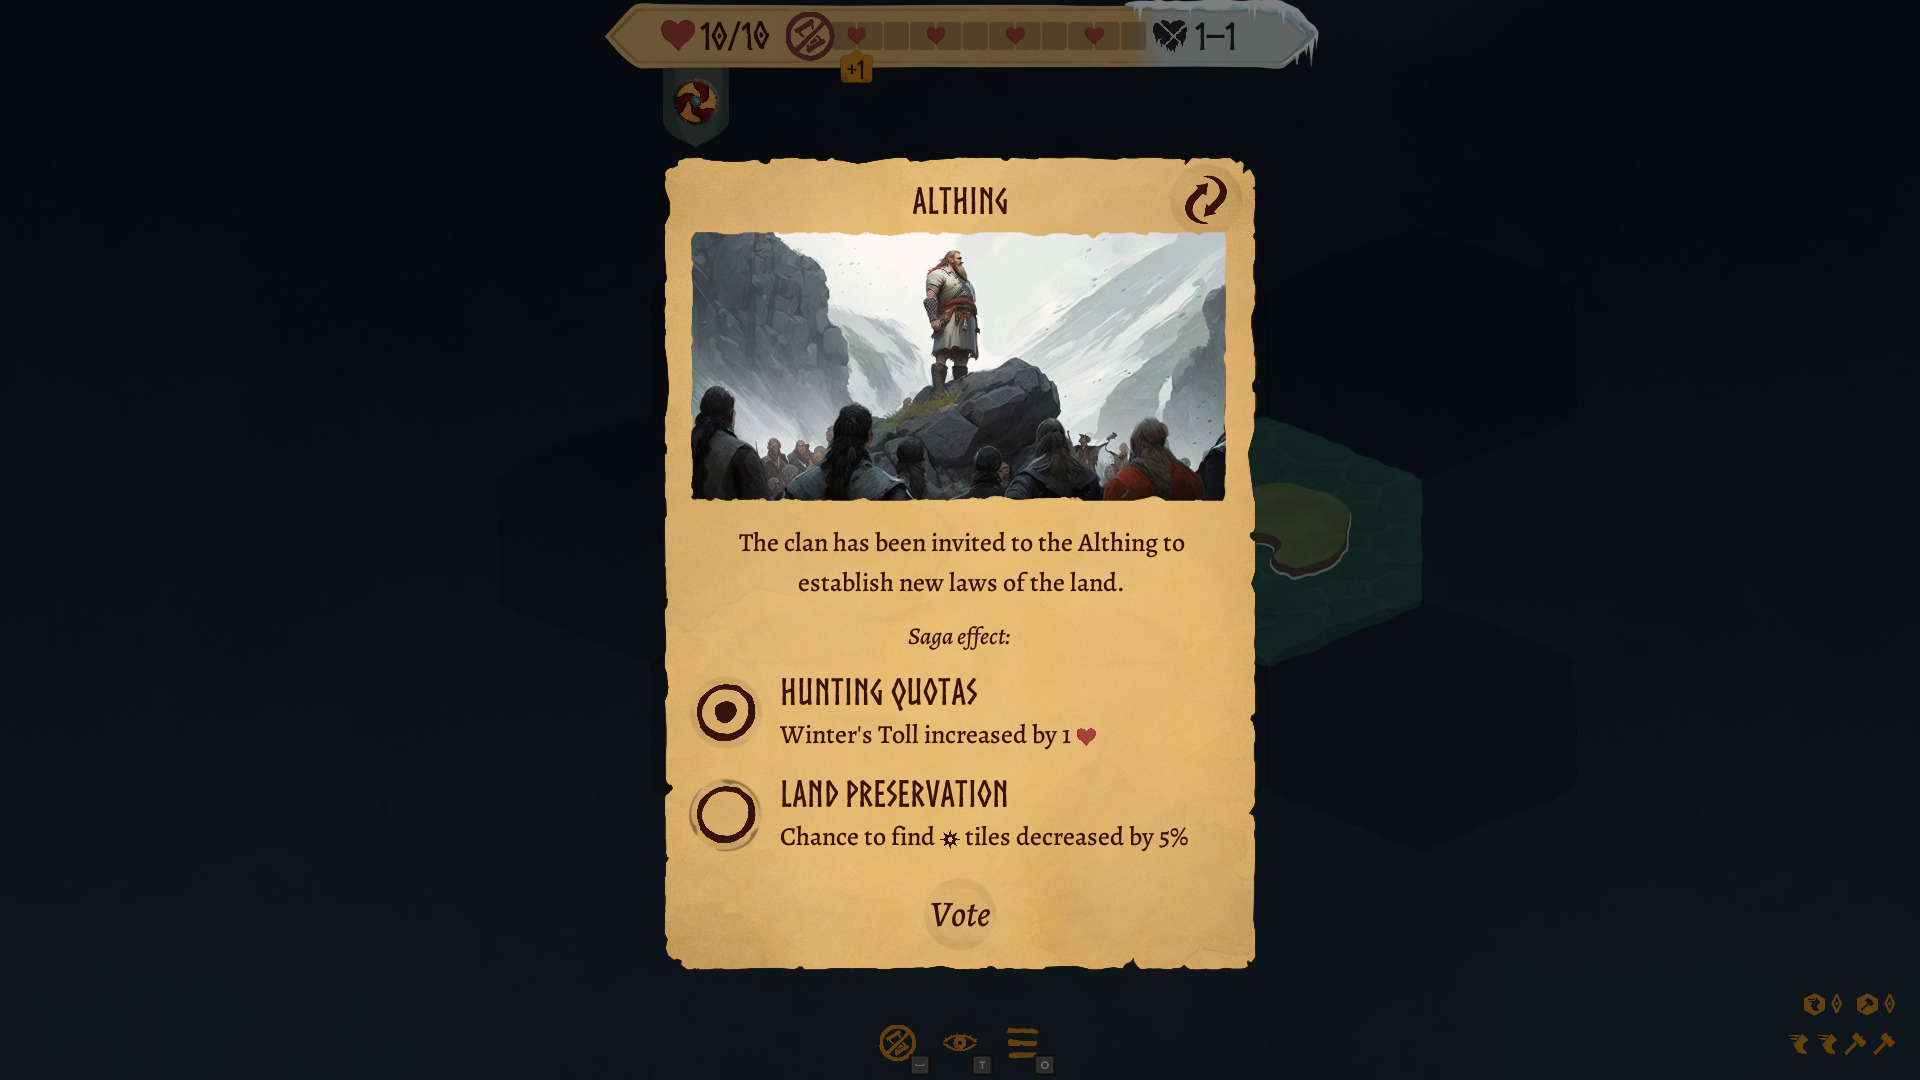 10/10
+1
1–1
ALTHING
The clan has been invited to the Althing to
establish new laws of the land.
Saga effect:
HUNTING QUOTAS
Winter's Toll increased by 1
LAND PRESERVATION
Chance to find tiles decreased by 5%
Vote
0 0
T O